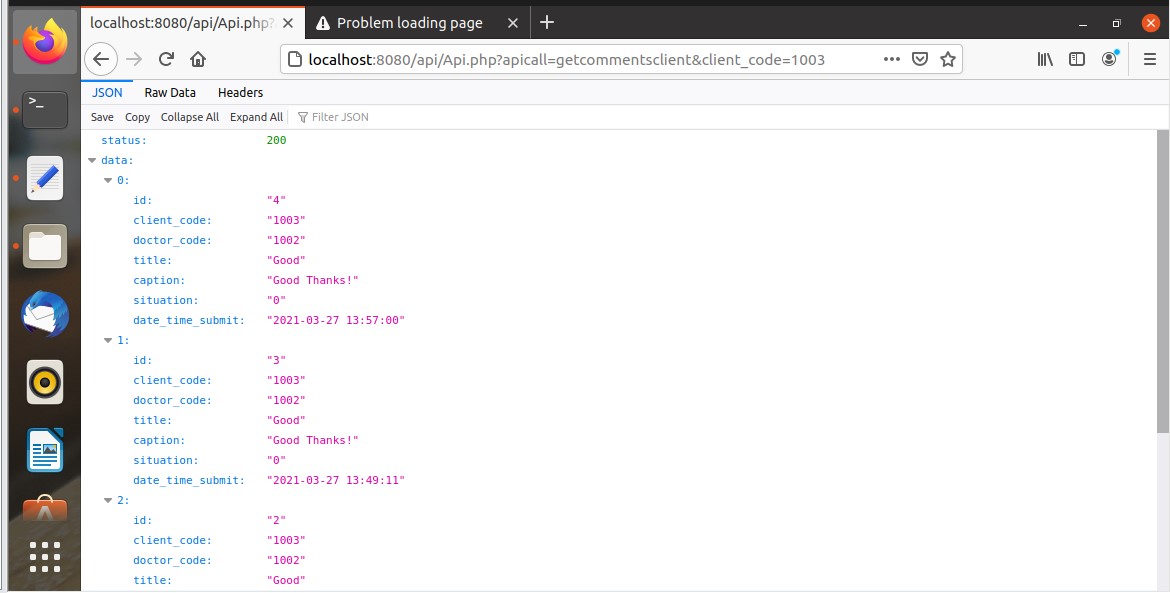 localhost:8080/api/Api.php?
Problem loading page
localhost:8080/api/Api.php?apicall=getcommentsclient&client_code=1003
JSON Raw Data Headers
Save Copy Collapse All Expand All Filter JSON
status: 200
data:
0:
id: "4"
client_code: "1003"
doctor_code: "1002"
title: "Good"
caption: "Good Thanks!"
situation: "0"
date_time_submit: "2021-03-27 13:57:00"
1:
id: "3"
client_code: "1003"
doctor_code: "1002"
title: "Good"
caption: "Good Thanks!"
situation: "0"
date_time_submit: "2021-03-27 13:49:11"
2:
id: "2"
client_code: "1003"
doctor_code: "1002"
title: "Good"